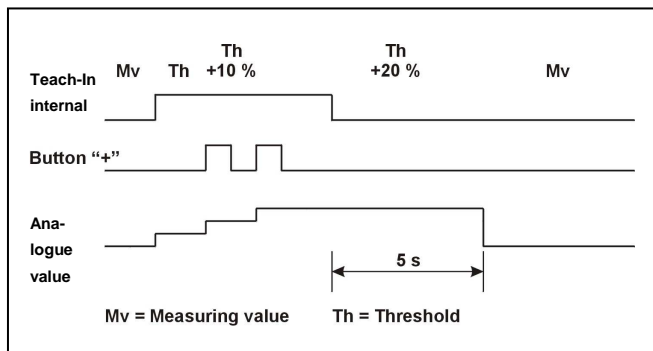 Th Th
Mv Th +10 % +20 % Mv
Teach-In
internal
Button “+”
Ana-
logue
value
5 s
Mv = Measuring value Th = Threshold